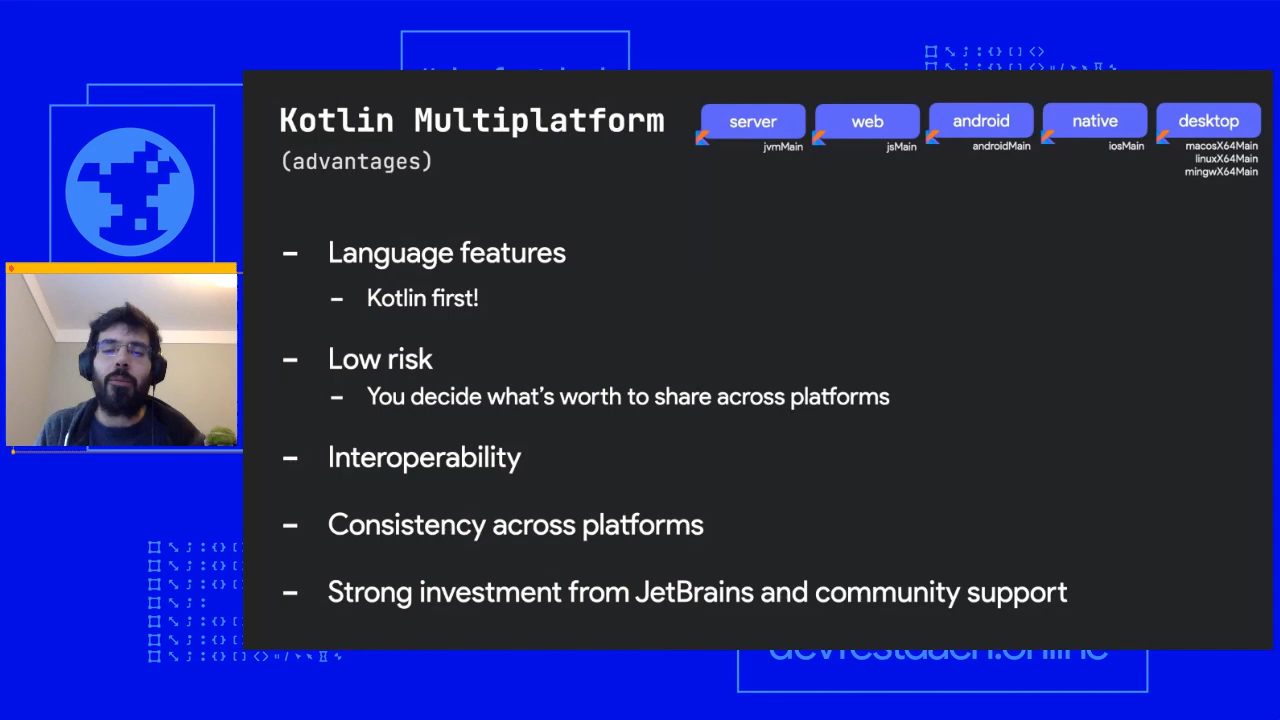 Kotlin Multiplatform
(advantages)
server
jvmMain
web
jsMain
android
androidMain
native
iosMain
desktop
macosX64Main
linuxX64Main
mingwX64Main
– Language features
– Kotlin first!
– Low risk
– You decide what's worth to share across platforms
– Interoperability
– Consistency across platforms
– Strong investment from JetBrains and community support
devfestdach.online